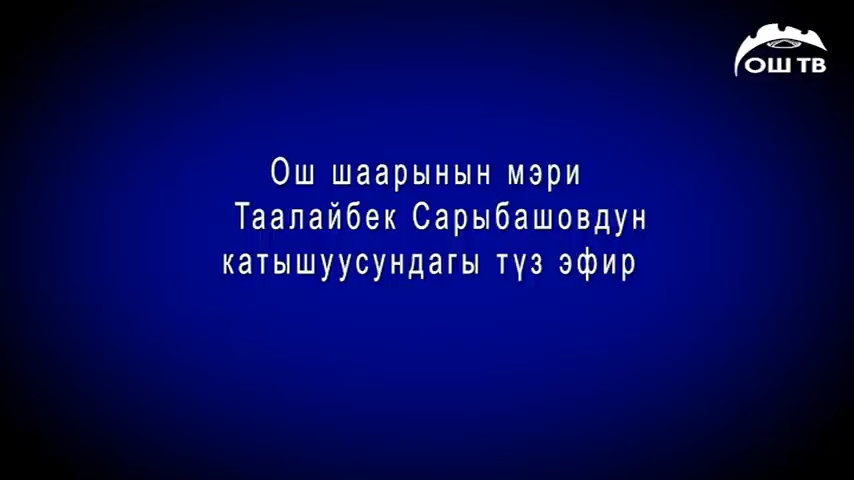 ОШ ТВ
Ош шаарынын мэри
Таалайбек Сарыбашовдун
катышуусундагы түз эфир